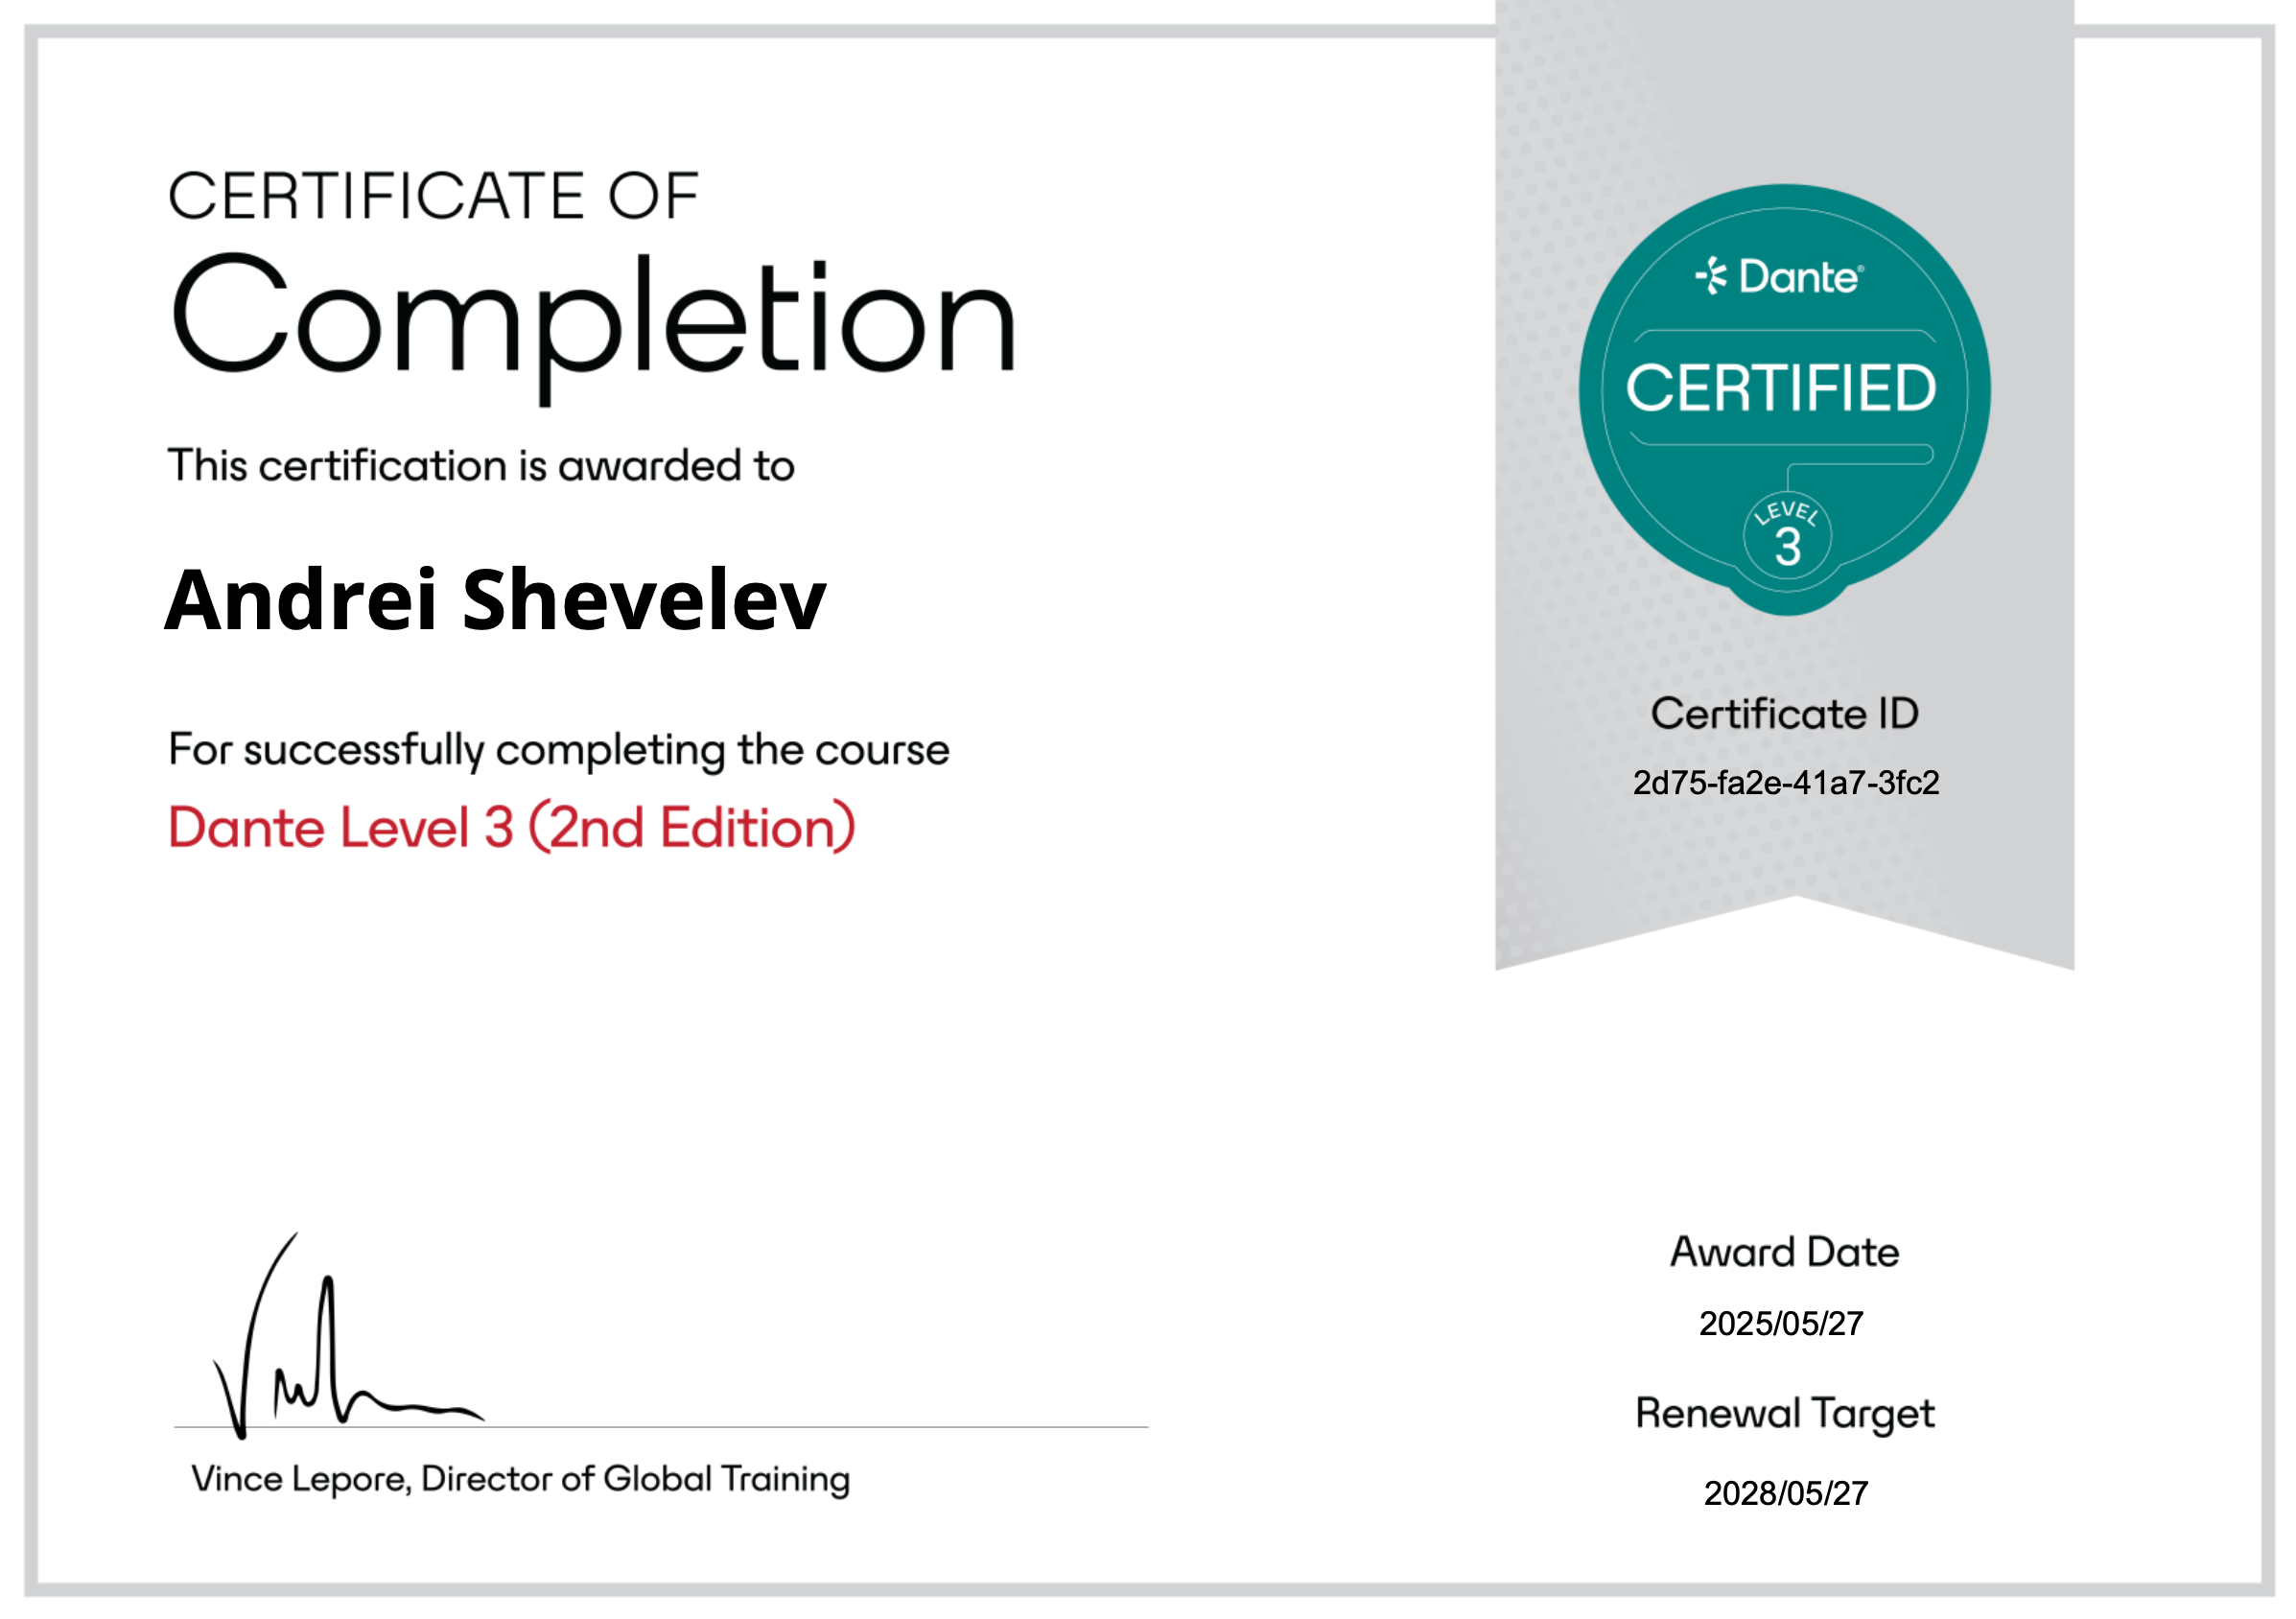 CERTIFICATE OF
Completion
This certification is awarded to
Andrei Shevelev
For successfully completing the course
Dante Level 3 (2nd Edition)
Vince Lepore, Director of Global Training
Dante®
CERTIFIED
LEVEL
3
Certificate ID
2d75-fa2e-41a7-3fc2
Award Date
2025/05/27
Renewal Target
2028/05/27